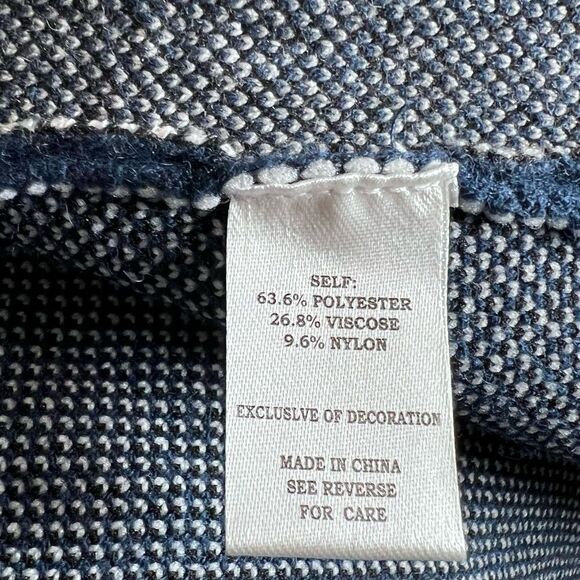 SELF:
63.6% POLYESTER
26.8% VISCOSE
9.6% NYLON
EXCLUSLVE OF DECORATION
MADE IN CHINA
SEE REVERSE
FOR CARE